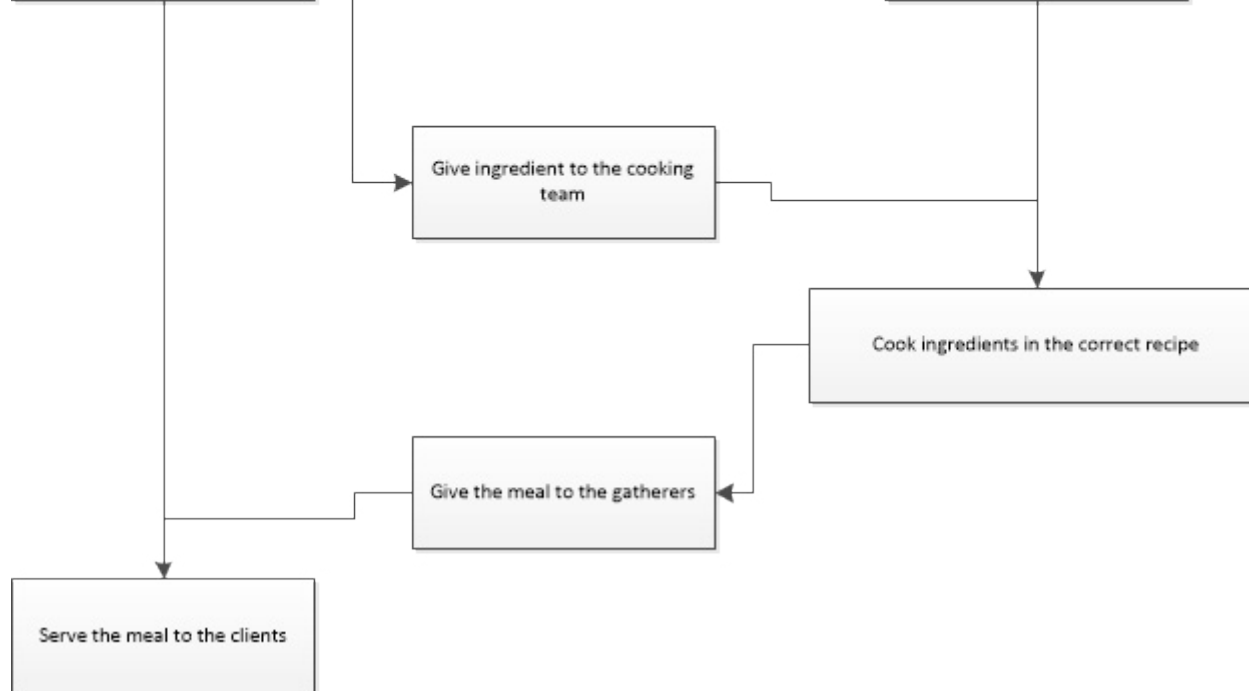 Give ingredient to the cooking
team
Cook ingredients in the correct recipe
Give the meal to the gatherers
Serve the meal to the clients